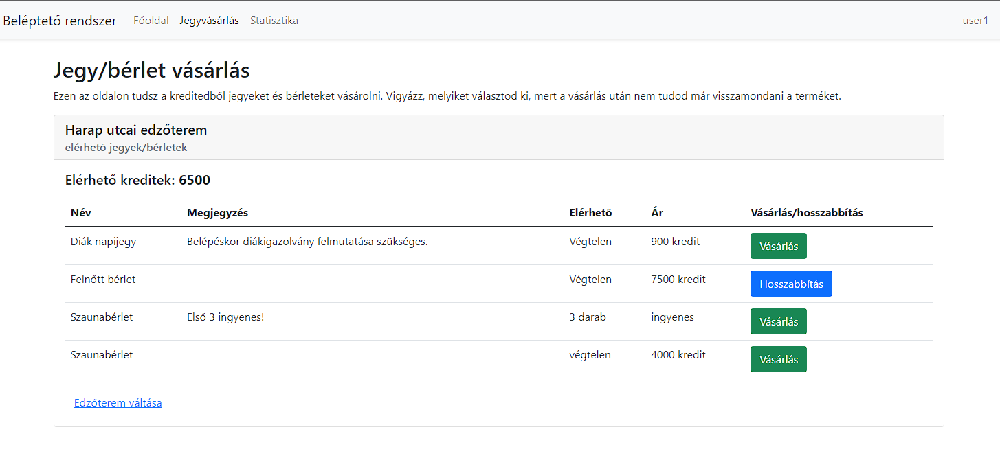 Beléptető rendszer Főoldal Jegyvásárlás Statisztika user1
Jegy/bérlet vásárlás
Ezen az oldalon tudsz a kreditedből jegyeket és bérleteket vásárolni. Vigyázz, melyiket választod ki, mert a vásárlás után nem tudod már visszamondani a terméket.
Harap utcai edzőterem
elérhető jegyek/bérletek
Elérhető kreditek: 6500
Név Megjegyzés Elérhető Ár Vásárlás/hosszabbítás
Diák napijegy Belépéskor diákigazolvány felmutatása szükséges. Végtelen 900 kredit Vásárlás
Felnőtt bérlet Végtelen 7500 kredit Hosszabbítás
Szaunabérlet Első 3 ingyenes! 3 darab ingyenes Vásárlás
Szaunabérlet végtelen 4000 kredit Vásárlás
Edzőterem váltása